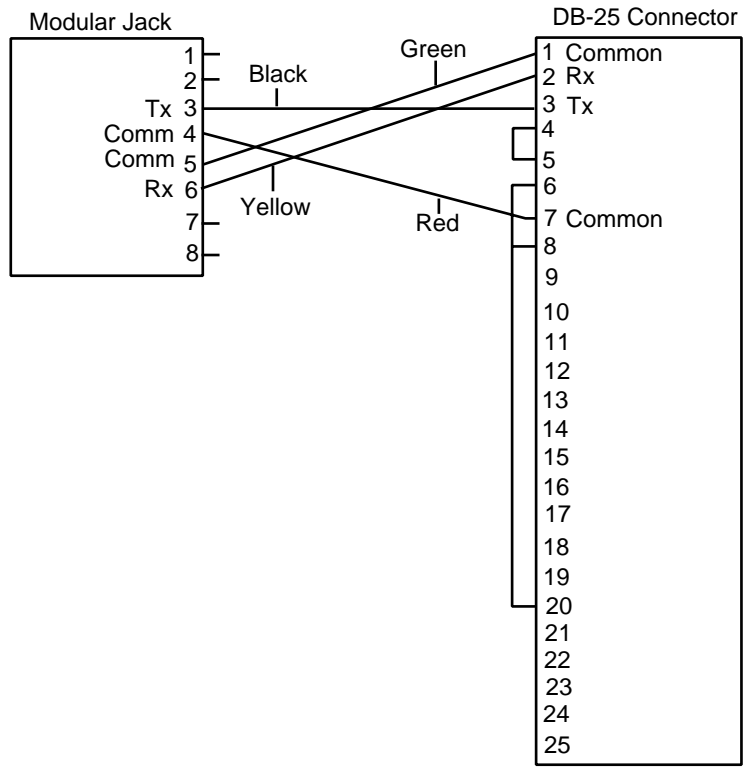 Modular Jack
1
2
Tx 3
Comm 4
Comm 5
Rx 6
7
8
Black
Green
Yellow
Red
DB-25 Connector
1 Common
2 Rx
3 Tx
4
5
6
7 Common
8
9
10
11
12
13
14
15
16
17
18
19
20
21
22
23
24
25